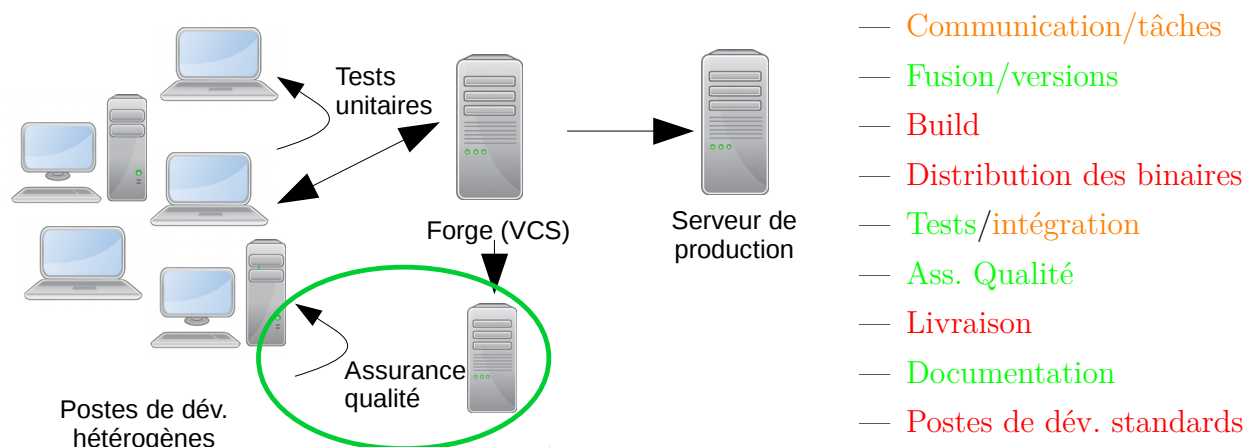 Tests
unitaires
Forge (VCS)
Serveur de
production
Assurance
qualité
Postes de dév.
hétérogènes
— Communication/tâches
— Fusion/versions
— Build
— Distribution des binaires
— Tests/intégration
— Ass. Qualité
— Livraison
— Documentation
— Postes de dév. standards